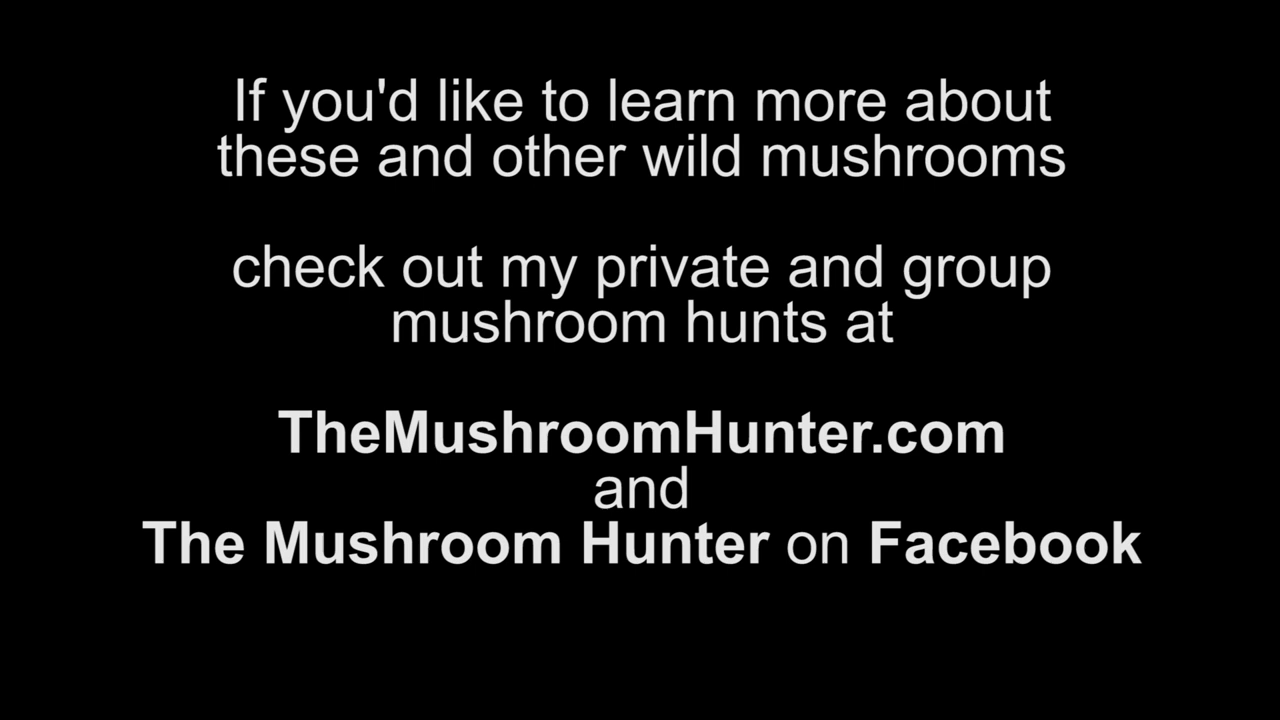 If you'd like to learn more about
these and other wild mushrooms
check out my private and group
mushroom hunts at
TheMushroomHunter.com
and
The Mushroom Hunter on Facebook